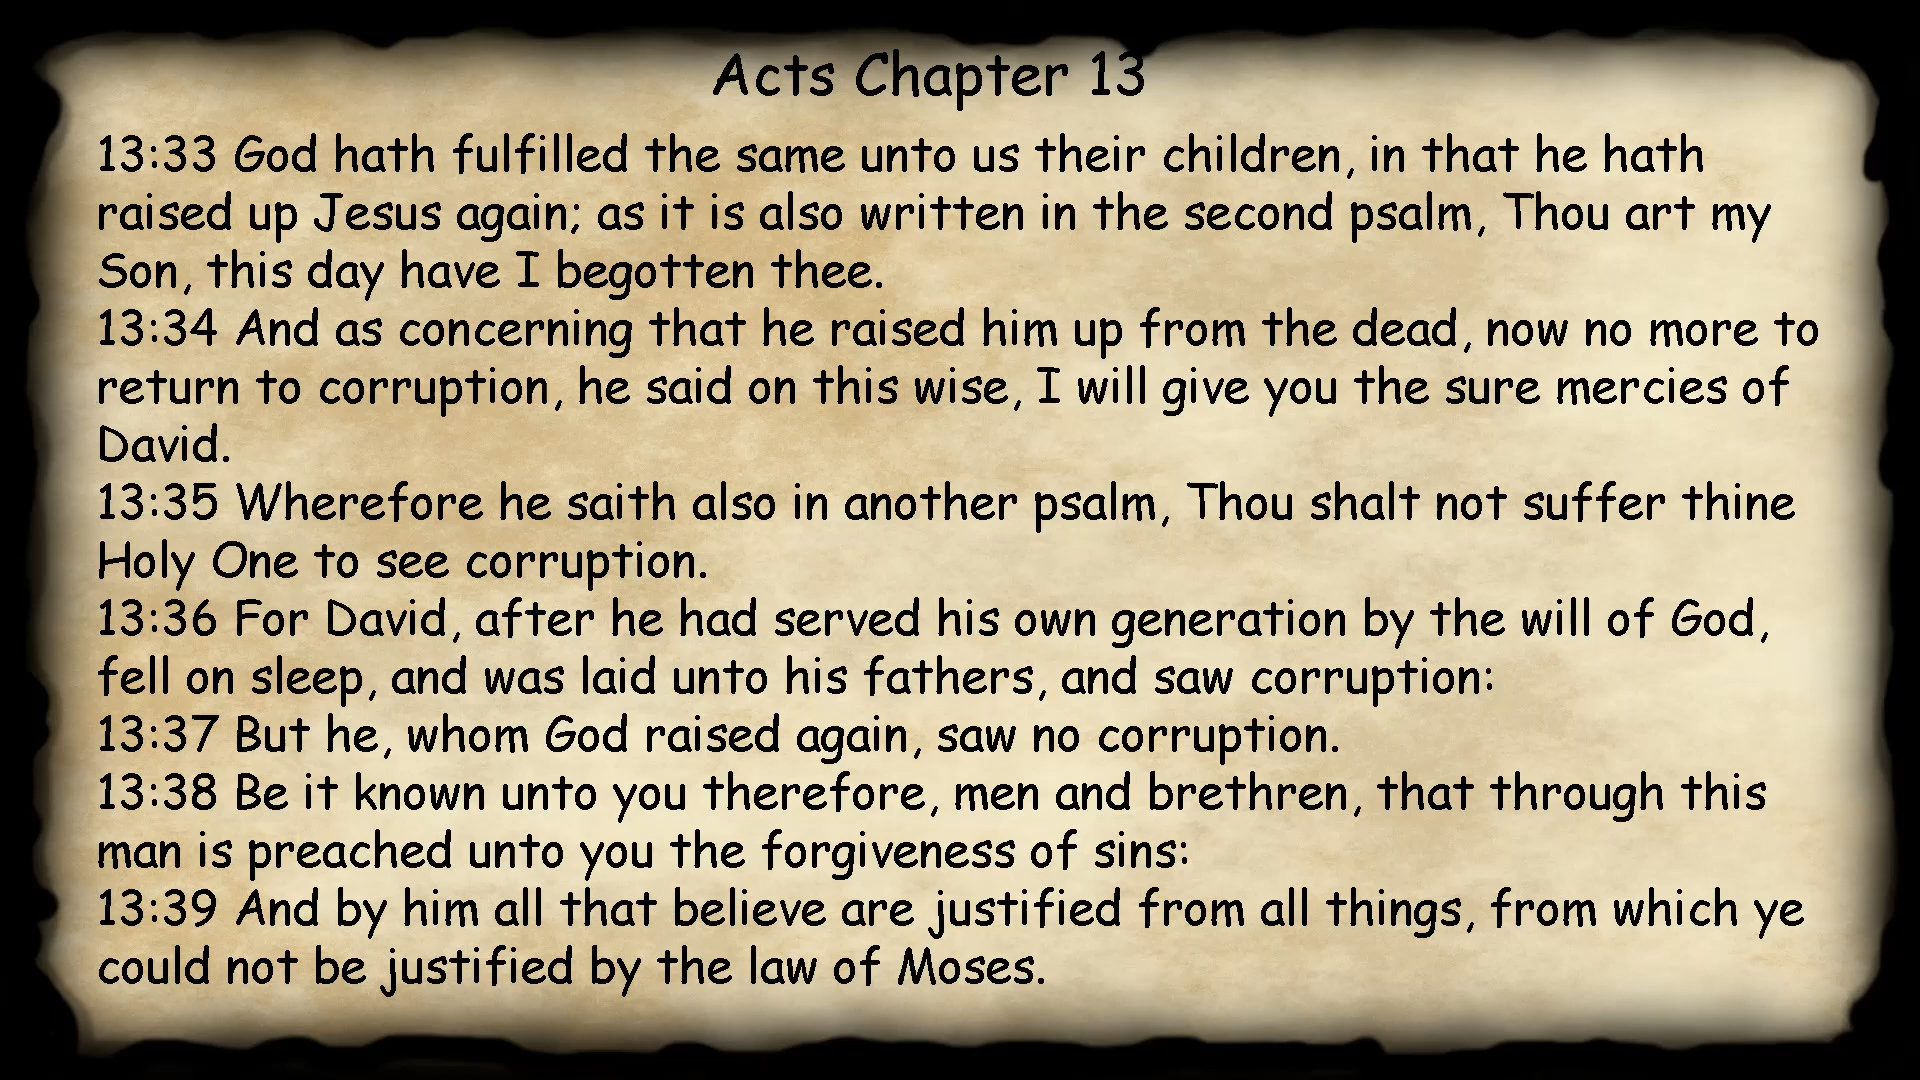 Acts Chapter 13
13:33 God hath fulfilled the same unto us their children, in that he hath
raised up Jesus again; as it is also written in the second psalm, Thou art my
Son, this day have I begotten thee.
13:34 And as concerning that he raised him up from the dead, now no more to
return to corruption, he said on this wise, I will give you the sure mercies of
David.
13:35 Wherefore he saith also in another psalm, Thou shalt not suffer thine
Holy One to see corruption.
13:36 For David, after he had served his own generation by the will of God,
fell on sleep, and was laid unto his fathers, and saw corruption:
13:37 But he, whom God raised again, saw no corruption.
13:38 Be it known unto you therefore, men and brethren, that through this
man is preached unto you the forgiveness of sins:
13:39 And by him all that believe are justified from all things, from which ye
could not be justified by the law of Moses.